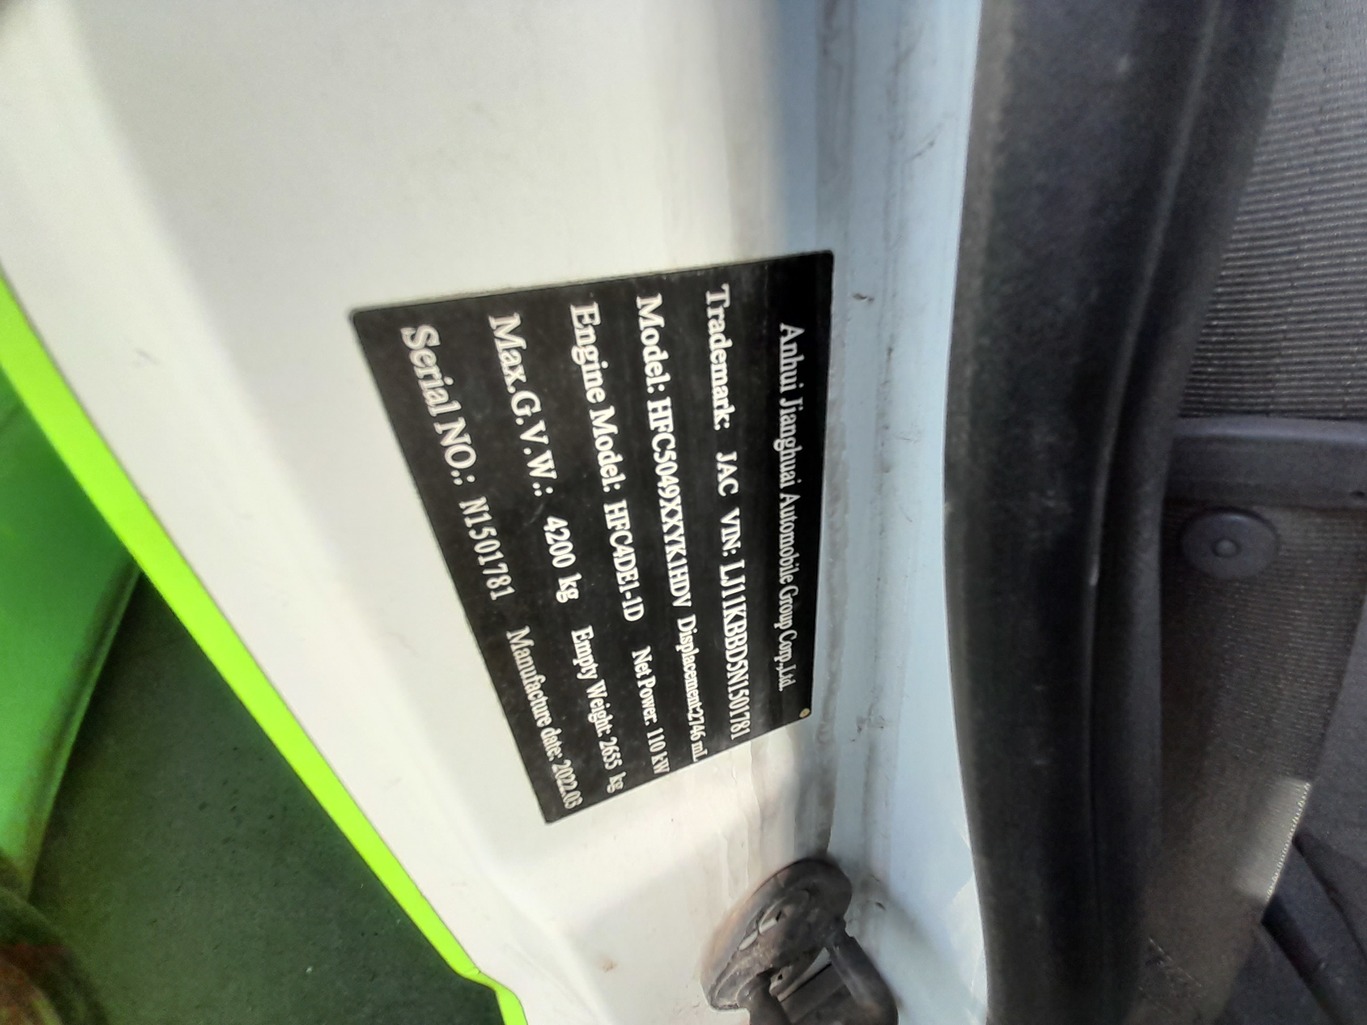 Anhui Jianghuai Automobile Group Corp.,Ltd.
Trademark: JAC VIN: LJ11KBBD5N1501781
Model: HFC5049XXYK1HDV Displacement:2746 mL
Engine Model: HFC4DE1-1D Net Power: 110 kW
Max.G.V.W.: 4200 kg Empty Weight: 2655 kg
Serial NO.: N1501781 Manufacture date: 2022.03